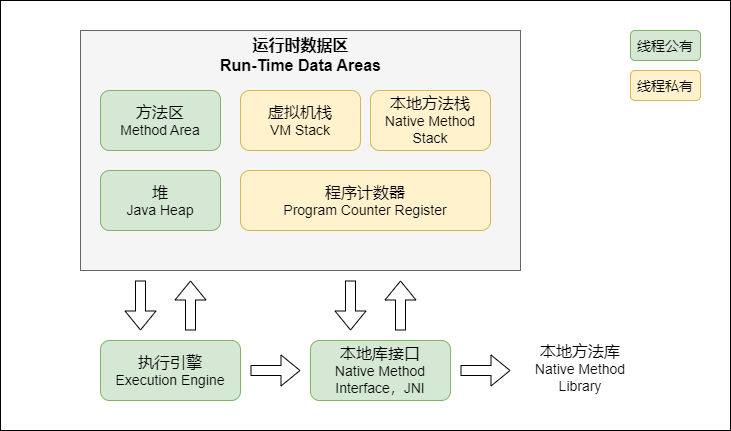 运行时数据区
Run-Time Data Areas
线程公有
线程私有
方法区
Method Area
虚拟机栈
VM Stack
本地方法栈
Native Method
Stack
堆
Java Heap
程序计数器
Program Counter Register
执行引擎
Execution Engine
本地库接口
Native Method
Interface，JNI
本地方法库
Native Method
Library